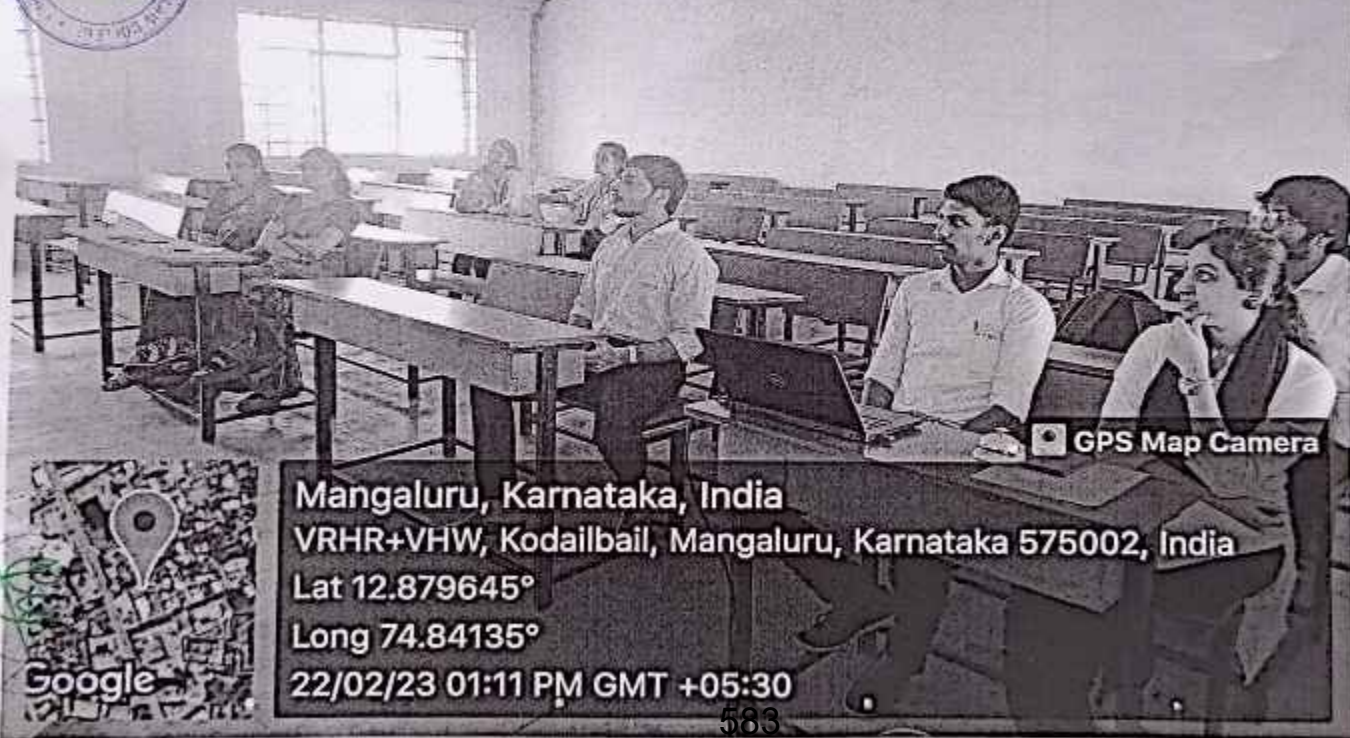 GPS Map Camera
Mangaluru, Karnataka, India
VRHR+VHW, Kodailbail, Mangaluru, Karnataka 575002, India
Lat 12.879645°
Long 74.84135°
Google
22/02/23 01:11 PM GMT +05:30
583